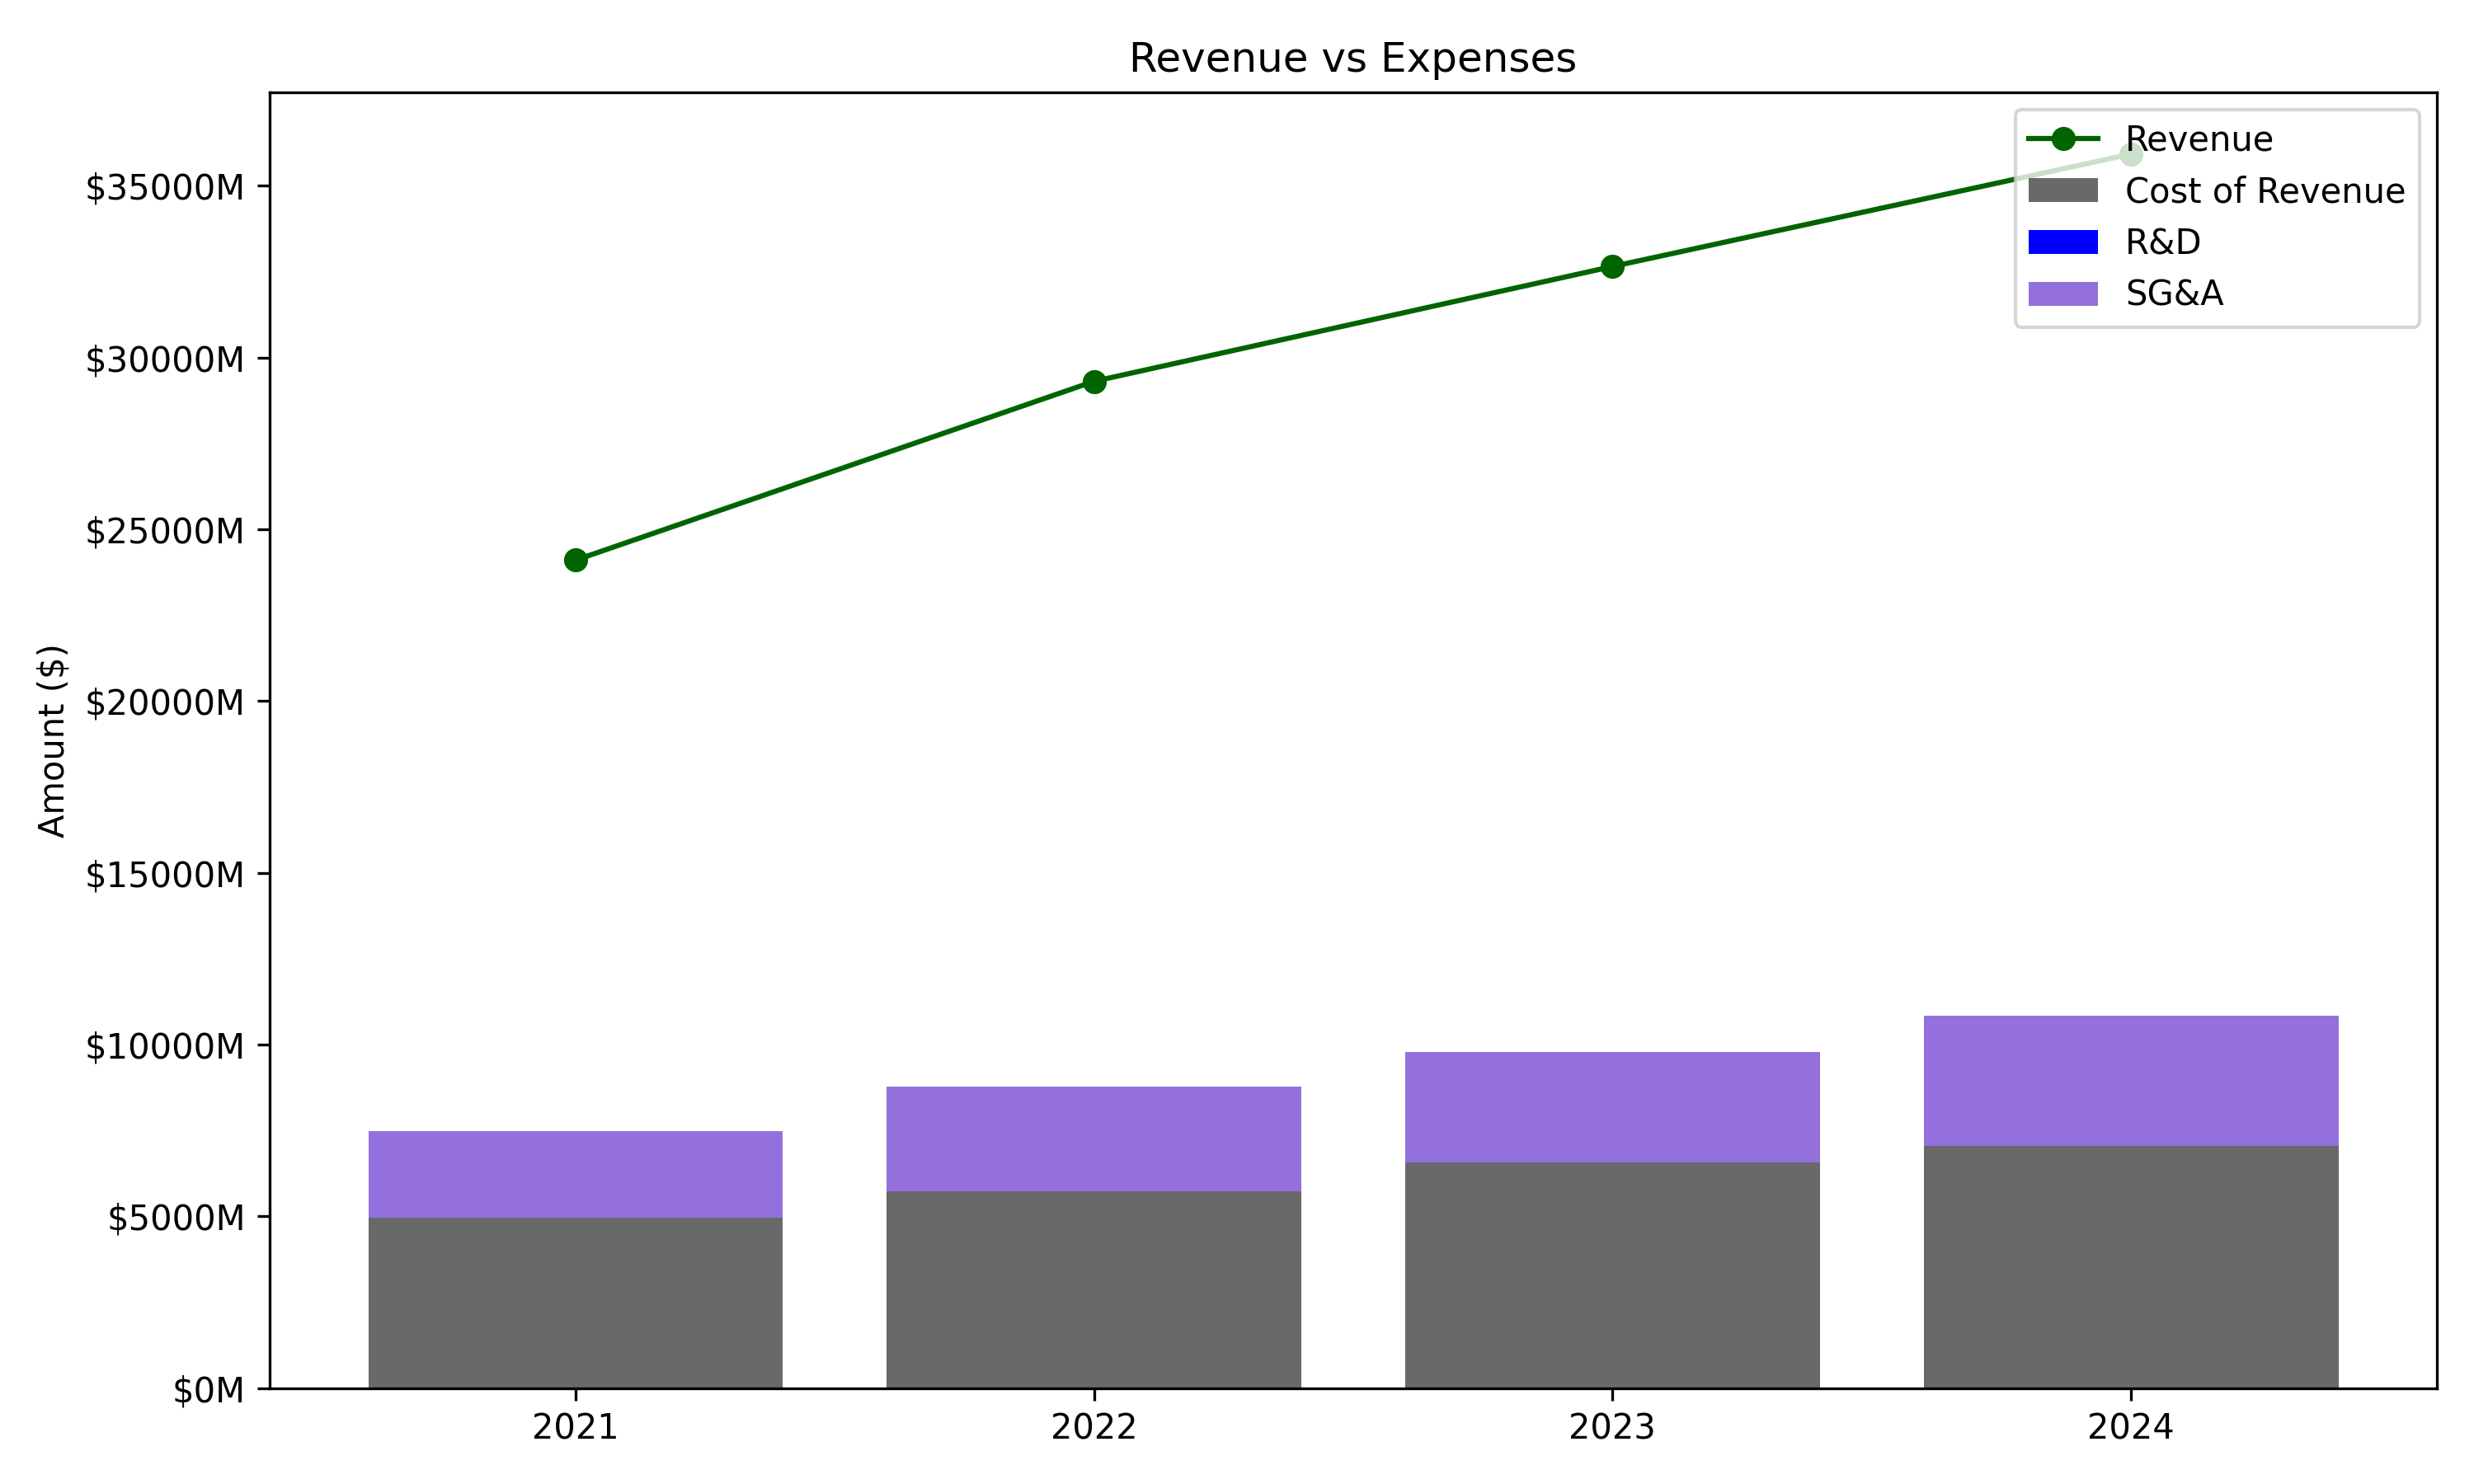 Revenue vs Expenses
Revenue
Cost of Revenue
R&D
SG&A
Amount ($)
$35000M
$30000M
$25000M
$20000M
$15000M
$10000M
$5000M
$0M
2021 2022 2023 2024